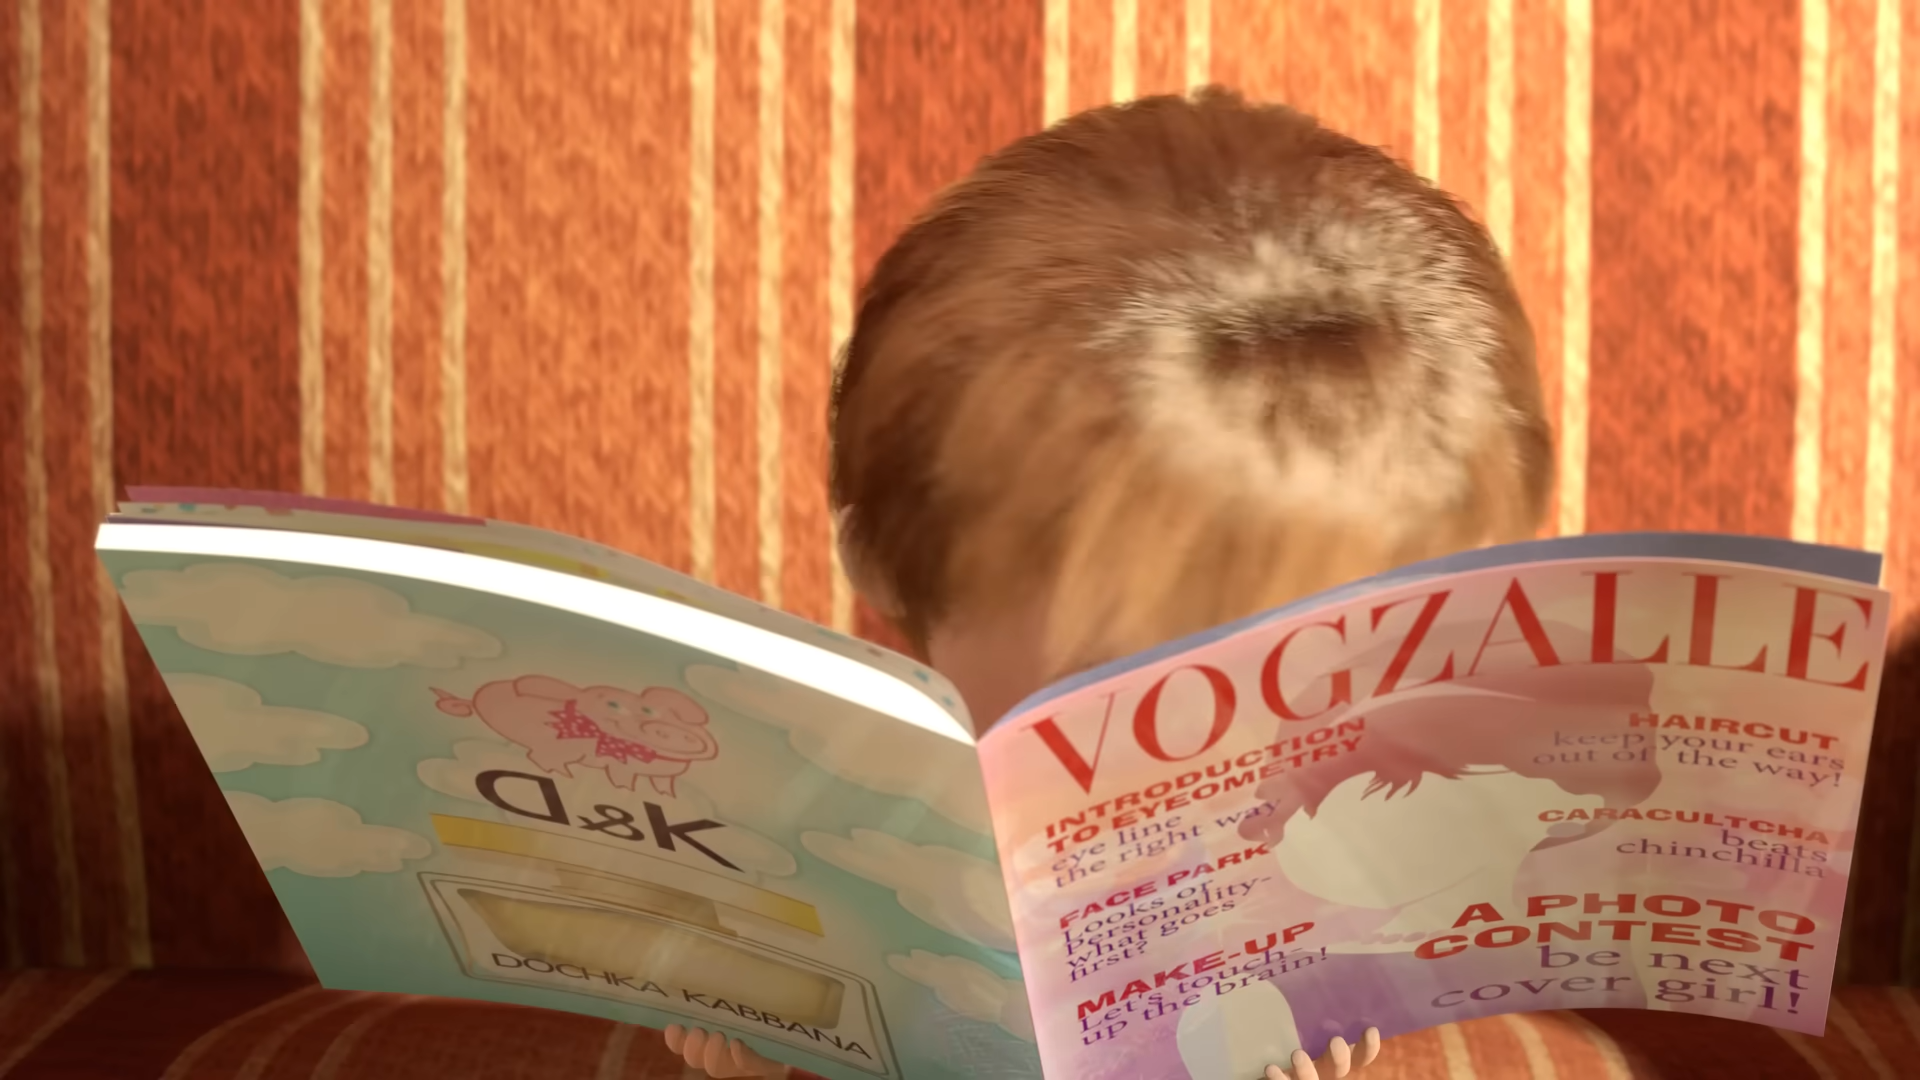 D&K
DOCHKA KABBANA
VOGZALLE
INTRODUCTION
TO EYEOMETRY
eye line
the right way
FACE PARK
Looks or
personality-
what goes
first?
MAKE-UP
Let's touch-
up the brain!
HAIRCUT
keep your ears
out of the way!
CARACULTCHA
beats
chinchilla
A PHOTO
CONTEST
be next
cover girl!